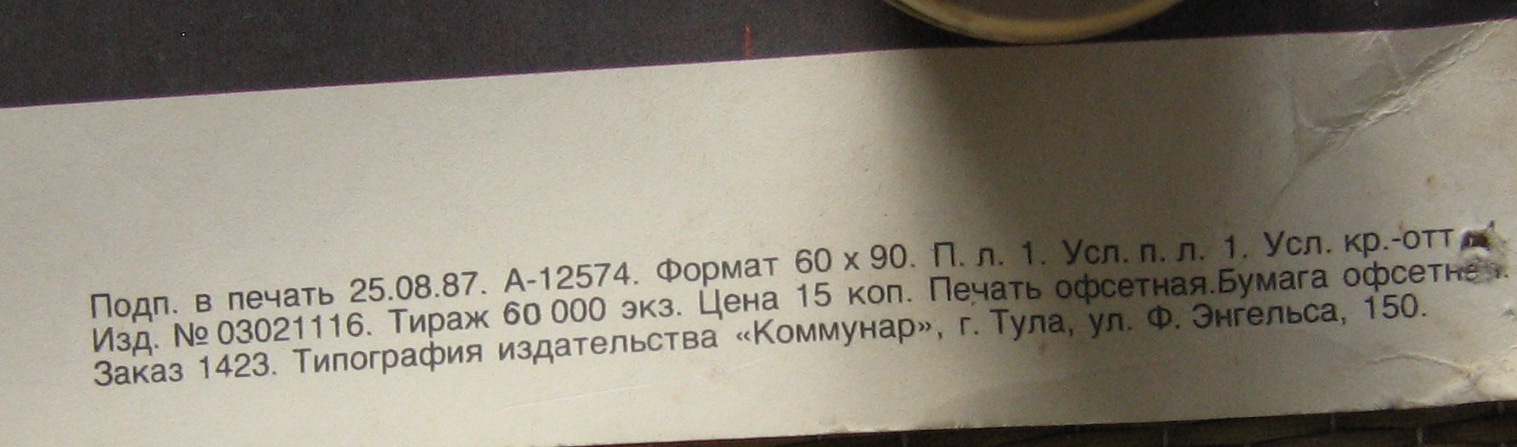 Подп. в печать 25.08.87. А-12574. Формат 60 х 90. П. л. 1. Усл. п. л. 1. Усл. кр.-отт
Изд. № 03021116. Тираж 60 000 экз. Цена 15 коп. Печать офсетная.Бумага
Заказ 1423. Типография издательства «Коммунар», г. Тула, ул. Ф. Энгельса, 150.